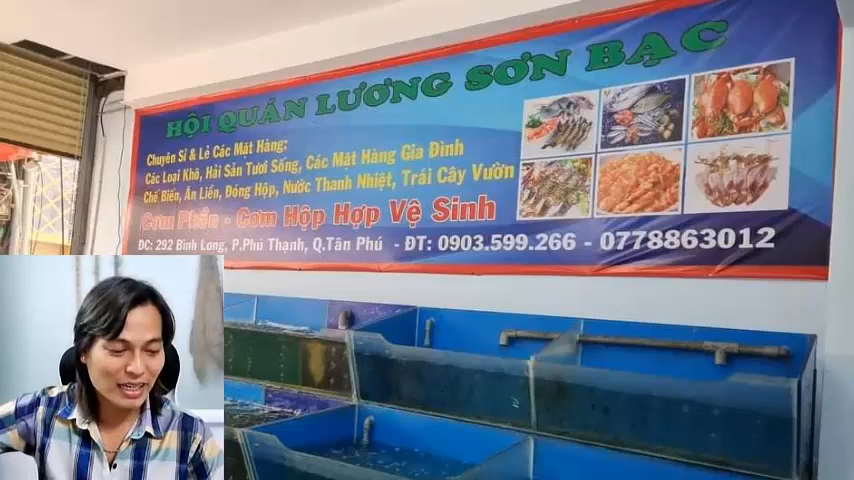 HỘI QUÁN LƯƠNG SƠN BẠC
Chuyên Sỉ & Lẻ Các Mặt Hàng:
Các Loại Khô, Hải Sản Tươi Sống, Các Mặt Hàng Gia Đình
Chế Biến, Ăn Liền, Đóng Hộp, Nước Thanh Nhiệt, Trái Cây Vườn
Cơm Phần - Cơm Hộp Hợp Vệ Sinh
ĐC: 292 Bình Long, P.Phú Thạnh, Q.Tân Phú - ĐT: 0903.599.266 - 0778863012